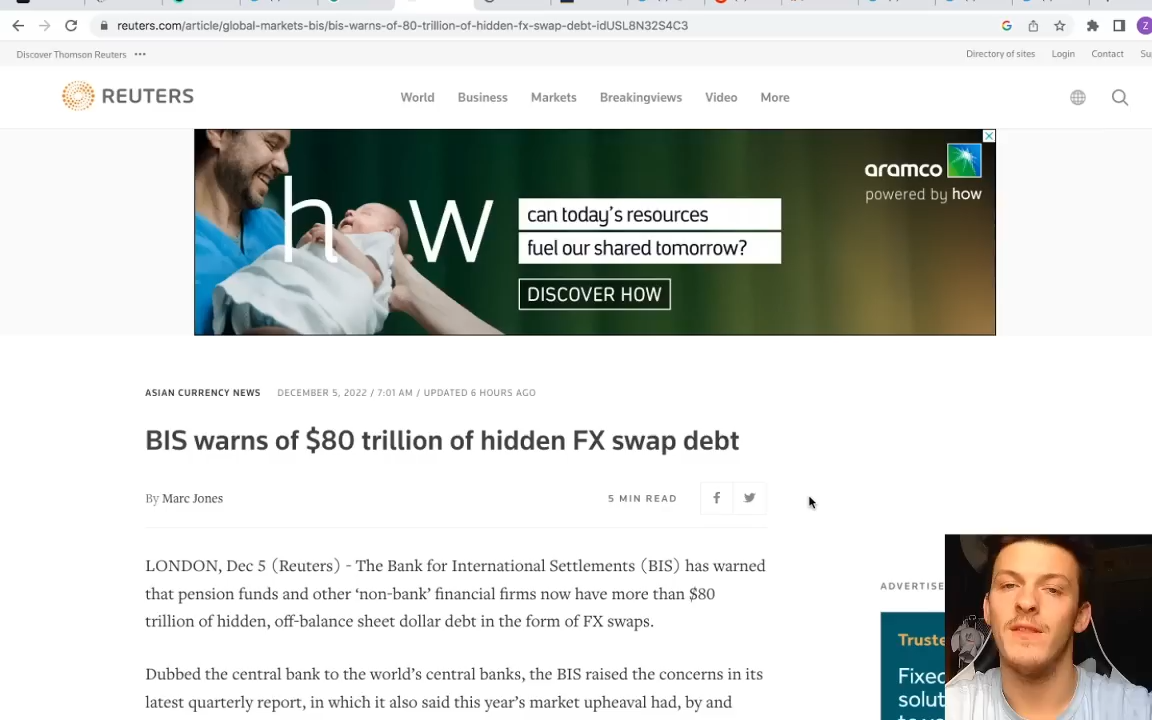 reuters.com/article/global-markets-bis/bis-warns-of-80-trillion-of-hidden-fx-swap-debt-idUSL8N32S4C3
Z
Discover Thomson Reuters •••
Directory of sites Login Contact
REUTERS
World Business Markets Breakingviews Video More
aramco
powered by how
how
can today's resources
fuel our shared tomorrow?
DISCOVER HOW
ASIAN CURRENCY NEWS DECEMBER 5, 2022 / 7:01 AM / UPDATED 6 HOURS AGO
BIS warns of $80 trillion of hidden FX swap debt
By Marc Jones
5 MIN READ
LONDON, Dec 5 (Reuters) - The Bank for International Settlements (BIS) has warned
that pension funds and other ‘non-bank’ financial firms now have more than $80
trillion of hidden, off-balance sheet dollar debt in the form of FX swaps.
Dubbed the central bank to the world’s central banks, the BIS raised the concerns in its
latest quarterly report, in which it also said this year’s market upheaval had, by and
ADVERTISE
Truste
Fixed
solut